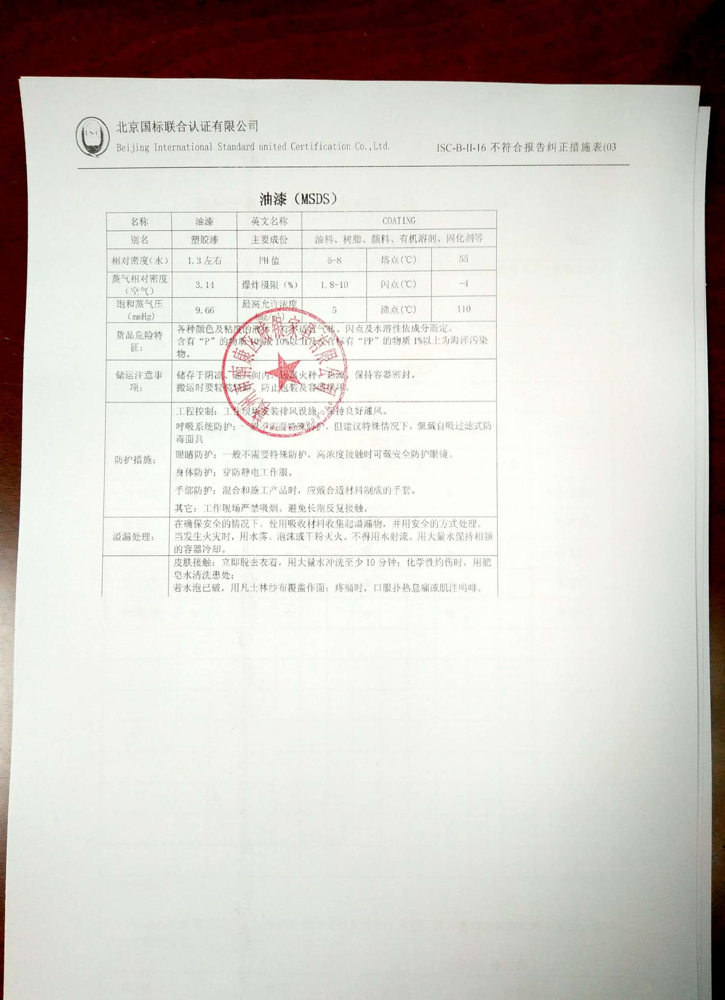 ISC
北京国标联合认证有限公司
Beijing International Standard united Certification Co.,Ltd.
ISC-B-II-16 不符合报告纠正措施表(03
油漆（MSDS）
名称 油漆 英文名称 COATING
别名 塑胶漆 主要成份 油料、树脂、颜料、有机溶剂、固化剂等
相对密度(水) 1.3 左右 PH 值 6-8 熔点(℃) 55
蒸气相对密度
（空气） 3.14 爆炸极限（%） 1.8-10 闪点(℃) -4
饱和蒸气压
（mmHg） 9.66 最高允许浓度
(mg/m³) 5 沸点(℃) 110
货品危险特
征：
各种颜色及粘度的液体。有不适宜气味。闪点及水溶性依成分而定。
含有“P”的物质 10%或 10%以上及含标有“PP”的物质 1%以上为海洋污染
物。
储运注意事
项：
储存于阴凉、通风间内．远离火种、热源，保持容器密封。
搬运时要轻装轻卸，防止包装及容器损坏。
防护措施：
工程控制：工作现场安装排风设施，保持良好通风。
呼吸系统防护：一般不需要特殊防护，但建议特殊情况下，佩戴自吸过滤式防
毒面具
眼睛防护：一般不需要特殊防护，高浓度接触时可戴安全防护眼镜。
身体防护：穿防静电工作服。
手部防护：混合和施工产品时，应戴合适材料制成的手套。
其它：工作现场严禁吸烟。避免长期反复接触。
溢漏处理：
在确保安全的情况下，使用吸收材料收集起溢漏物，并用安全的方式处理。
当发生火灾时，用水雾、泡沫或干粉灭火。不得用水射流。用大量水保持相领
的容器冷却。
皮肤接触：立即脱去衣着，用大量水冲洗至少 10 分钟；化学性灼伤时，用肥
皂水清洗患处；
若水泡已破，用凡士林纱布覆盖作面；疼痛时，口服扑热息痛或肌注吗啡。
赣州市南康区 银家具有限公司